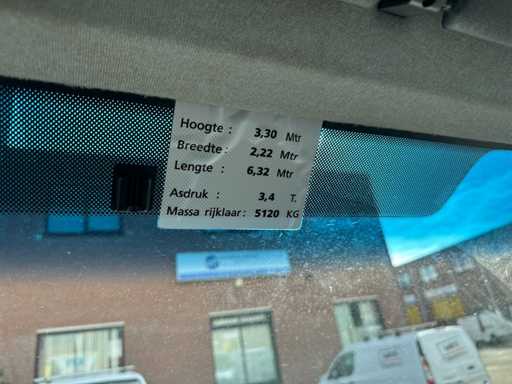 Hoogte : 3,30 Mtr
Breedte : 2,22 Mtr
Lengte : 6,32 Mtr
Asdruk : 3,4 T.
Massa rijklaar : 5120 KG